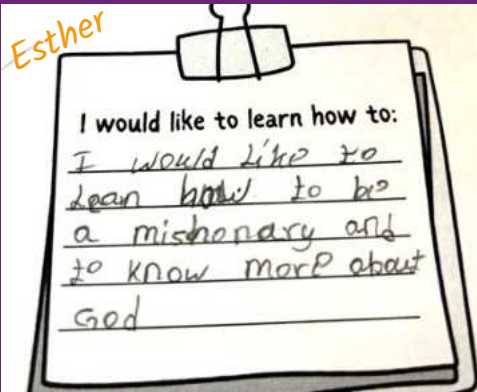 Esther
I would like to learn how to:
I would like to
lean how to be
a mishonary and
to know more about
God